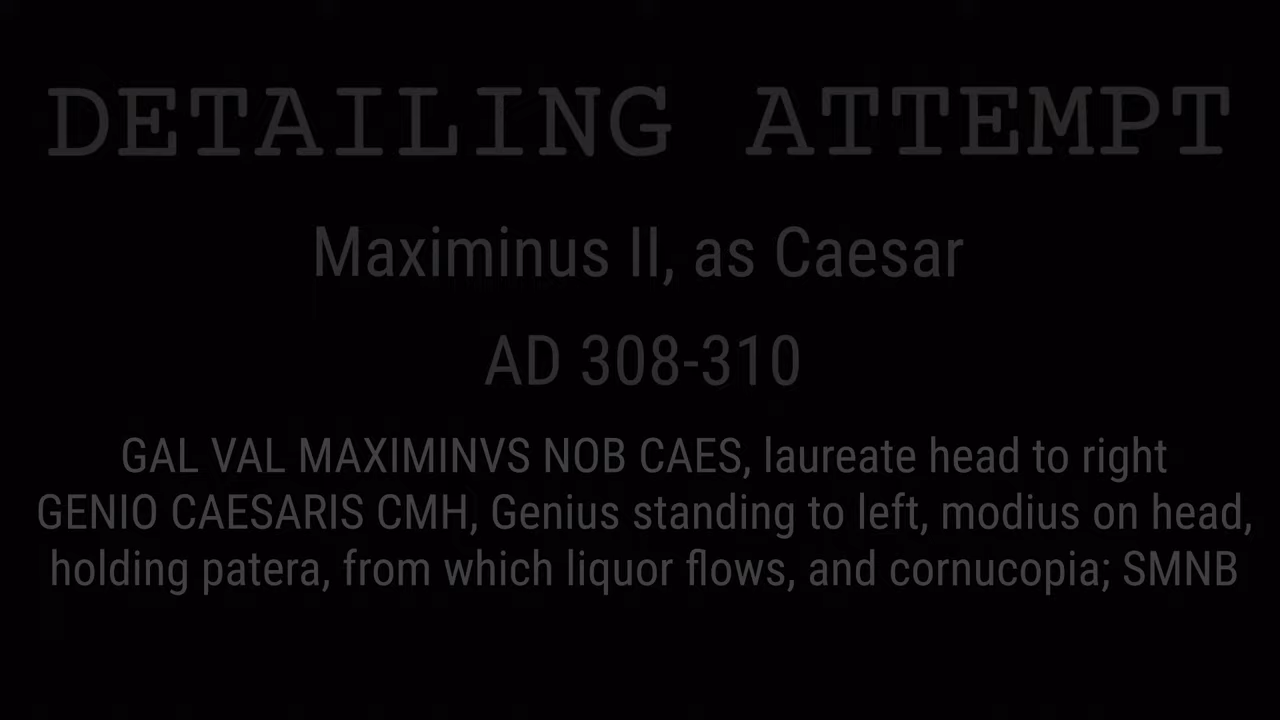 DETAILING ATTEMPT
Maximinus II, as Caesar
AD 308-310
GAL VAL MAXIMINVS NOB CAES, laureate head to right
GENIO CAESARIS CMH, Genius standing to left, modius on head,
holding patera, from which liquor flows, and cornucopia; SMNB